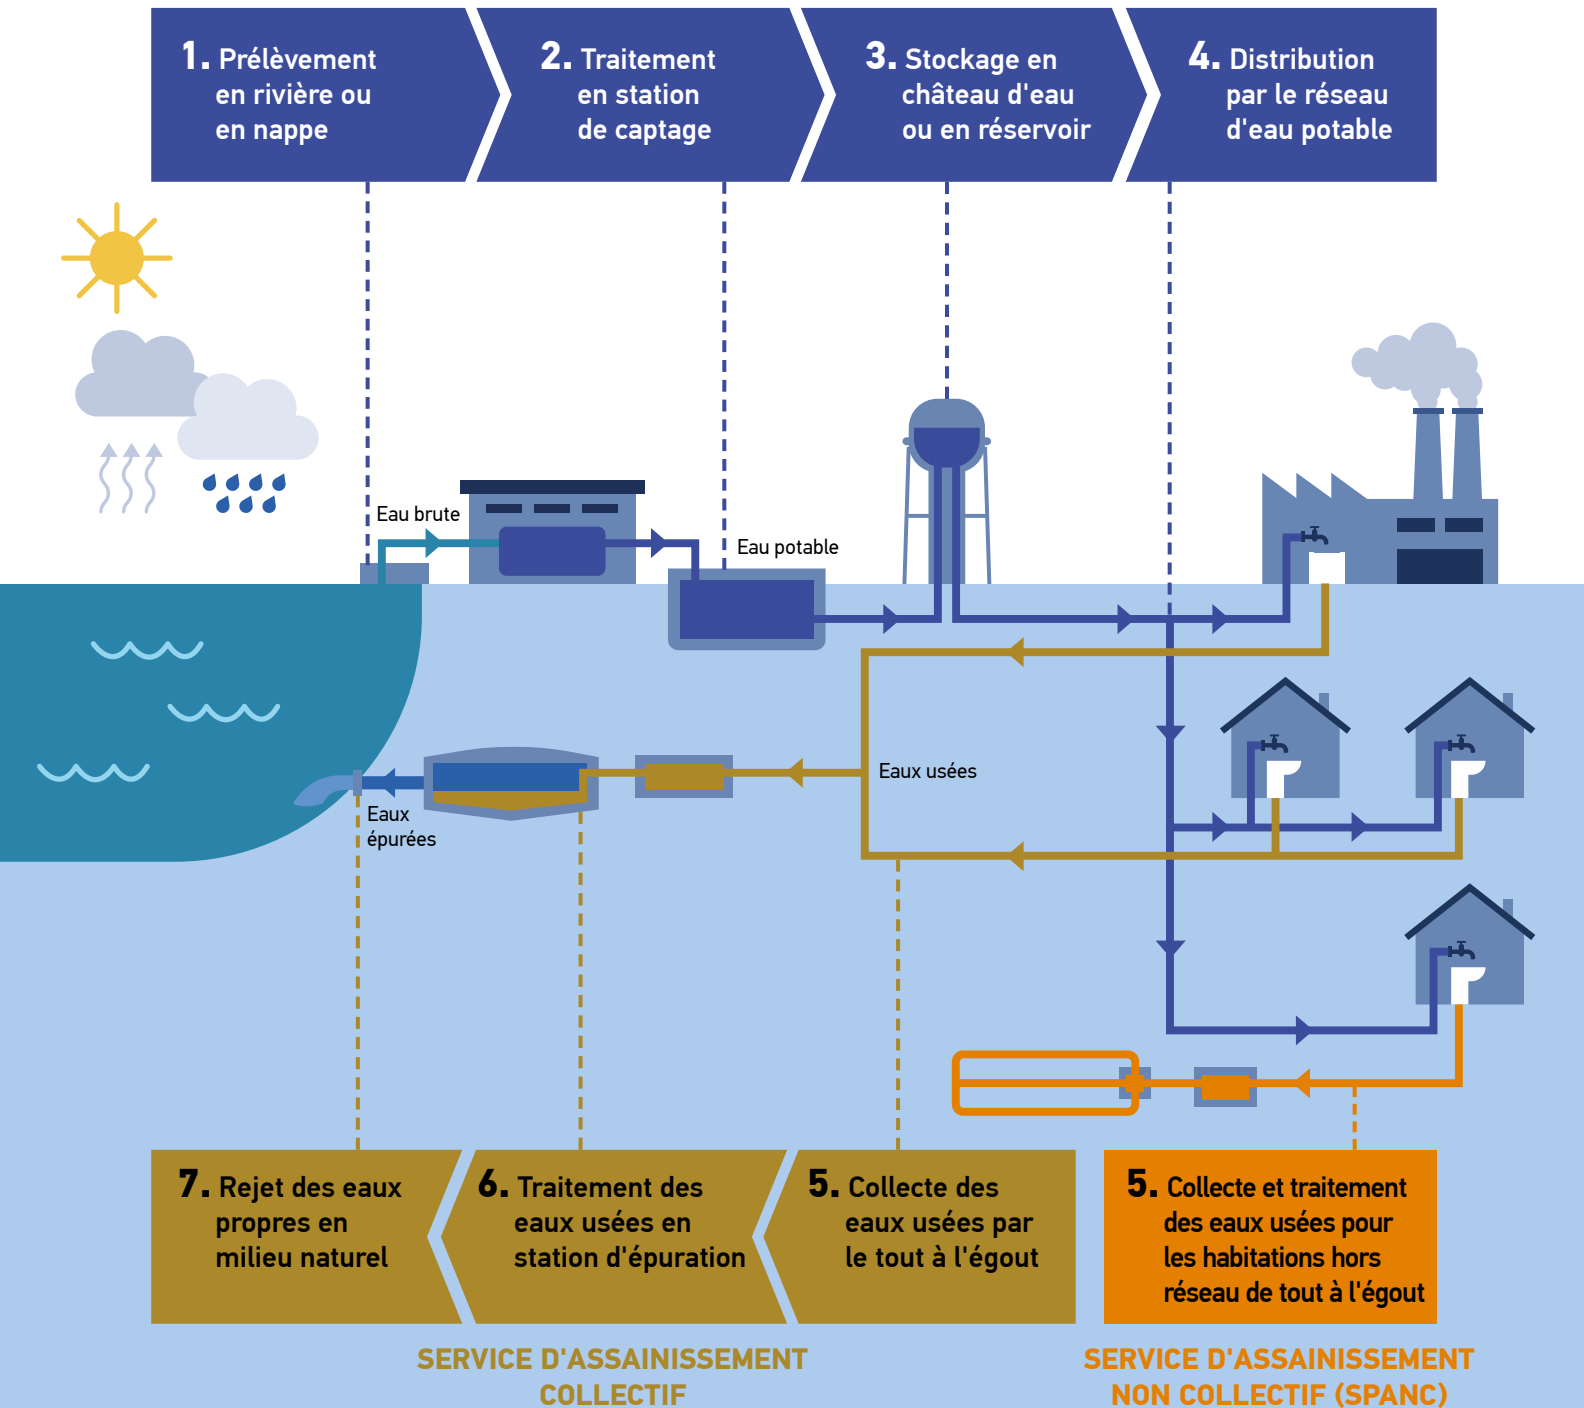 1. Prélèvement
en rivière ou
en nappe
2. Traitement
en station
de captage
3. Stockage en
château d'eau
ou en réservoir
4. Distribution
par le réseau
d'eau potable
Eau brute
Eau potable
Eaux usées
Eaux
épurées
7. Rejet des eaux
propres en
milieu naturel
6. Traitement des
eaux usées en
station d'épuration
5. Collecte des
eaux usées par
le tout à l'égout
5. Collecte et traitement
des eaux usées pour
les habitations hors
réseau de tout à l'égout
SERVICE D'ASSAINISSEMENT
COLLECTIF
SERVICE D'ASSAINISSEMENT
NON COLLECTIF (SPANC)